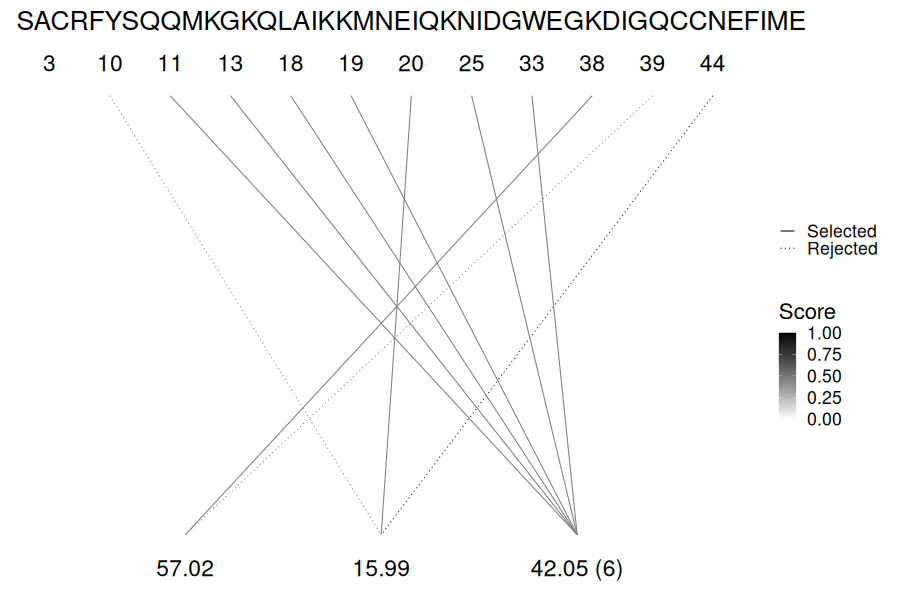 SACRFYSQQMKGKQLAIKKMNEIQKNIDGWEGKDIGQCCNEFIME
3 10 11 13 18 19 20 25 33 38 39 44
Selected
Rejected
Score
1.00
0.75
0.50
0.25
0.00
57.02 15.99 42.05 (6)